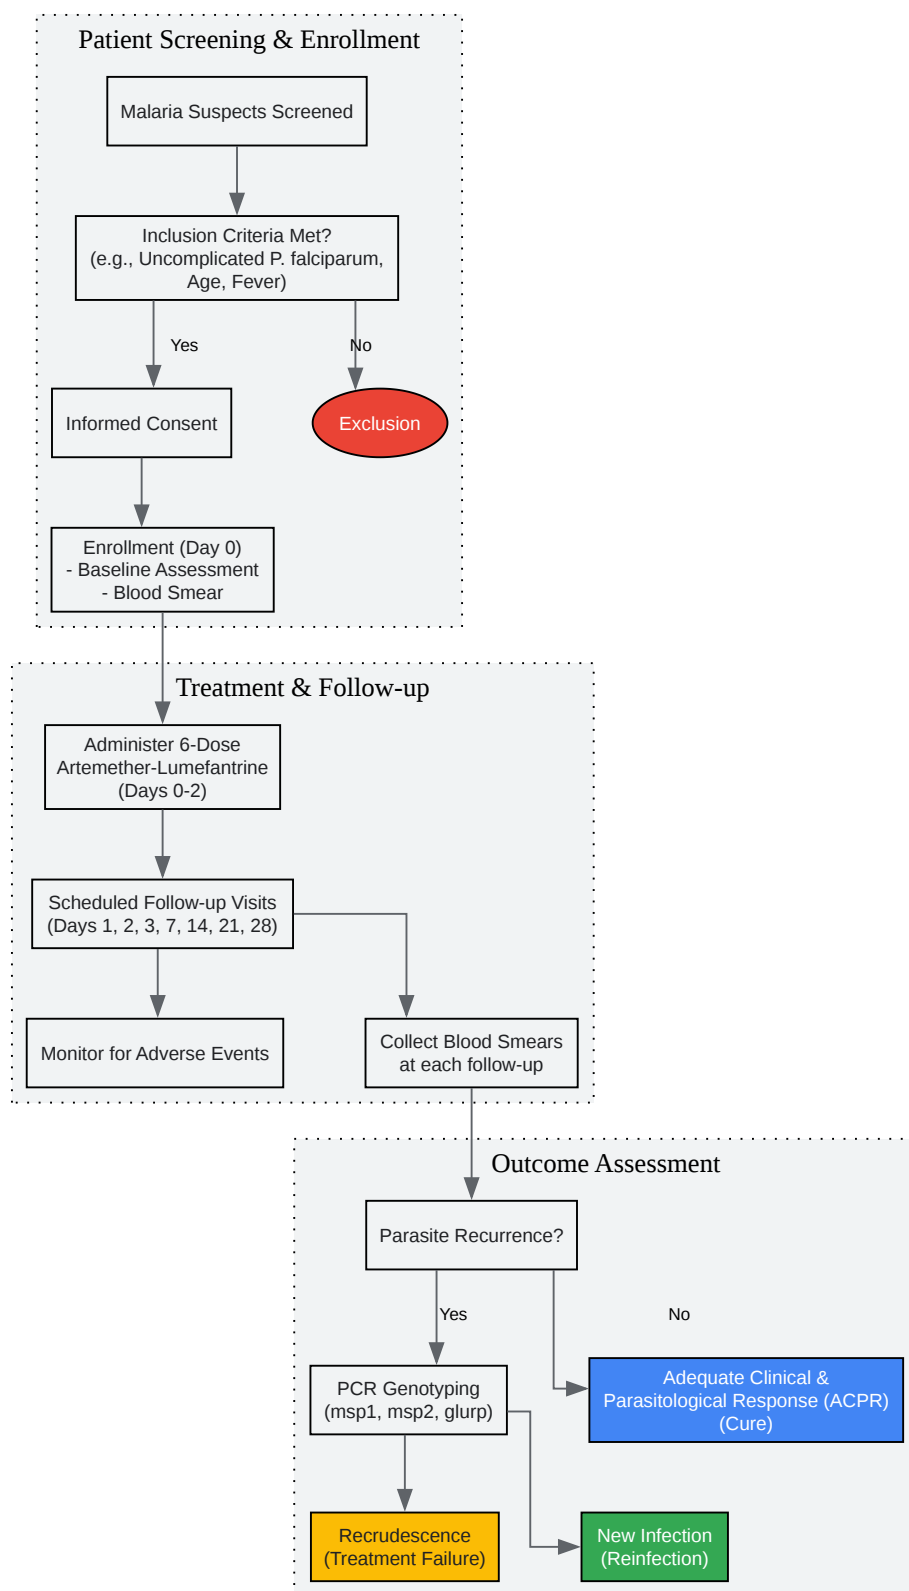 Patient Screening & Enrollment
Malaria Suspects Screened
Inclusion Criteria Met?
(e.g., Uncomplicated P. falciparum,
Age, Fever)
Yes
No
Informed Consent
Exclusion
Enrollment (Day 0)
- Baseline Assessment
- Blood Smear
Treatment & Follow-up
Administer 6-Dose
Artemether-Lumefantrine
(Days 0-2)
Scheduled Follow-up Visits
(Days 1, 2, 3, 7, 14, 21, 28)
Monitor for Adverse Events
Collect Blood Smears
at each follow-up
Outcome Assessment
Parasite Recurrence?
Yes
No
PCR Genotyping
(msp1, msp2, glurp)
Adequate Clinical &
Parasitological Response (ACPR)
(Cure)
Recrudescence
(Treatment Failure)
New Infection
(Reinfection)